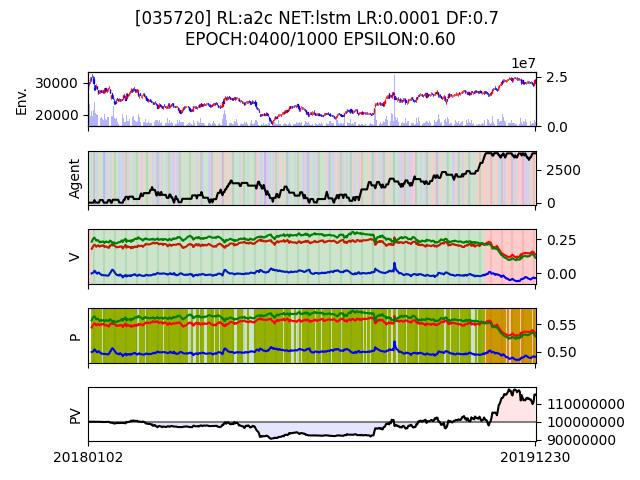 [035720] RL:a2c NET:lstm LR:0.0001 DF:0.7
EPOCH:0400/1000 EPSILON:0.60
1e7
Env.
30000
20000
2.5
0.0
Agent
2500
0
V
0.25
0.00
P
0.55
0.50
PV
110000000
100000000
90000000
20180102
20191230